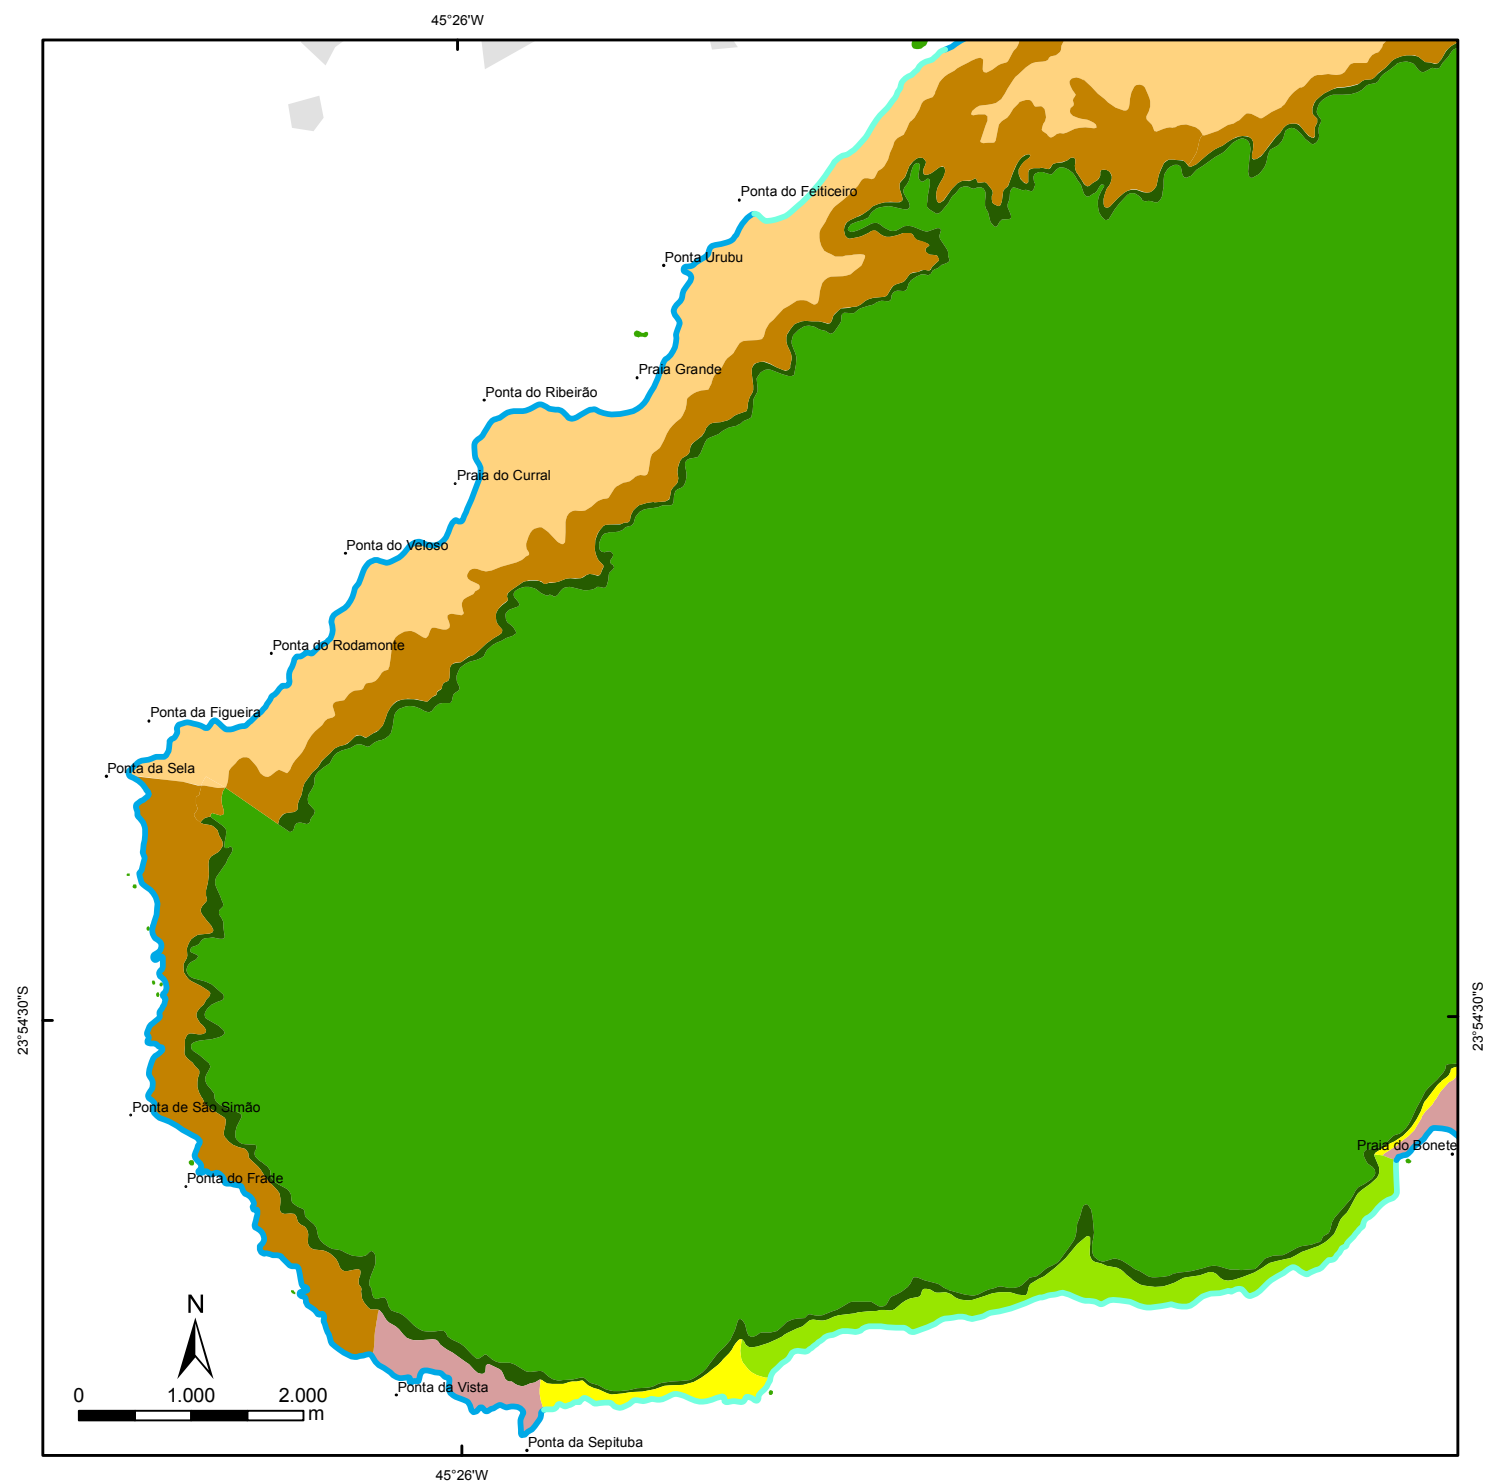 45°26'W
Ponta do Feiticeiro
Ponta Urubu
Praia Grande
Ponta do Ribeirão
Praia do Curral
Ponta do Veloso
Ponta do Rodamonte
Ponta da Figueira
Ponta da Sela
23°54'30"S
23°54'30"S
Ponta de São Simão
Praia do Bonete
Ponta do Frade
N
0 1.000 2.000
m
Ponta da Vista
Ponta da Sepituba
45°26'W